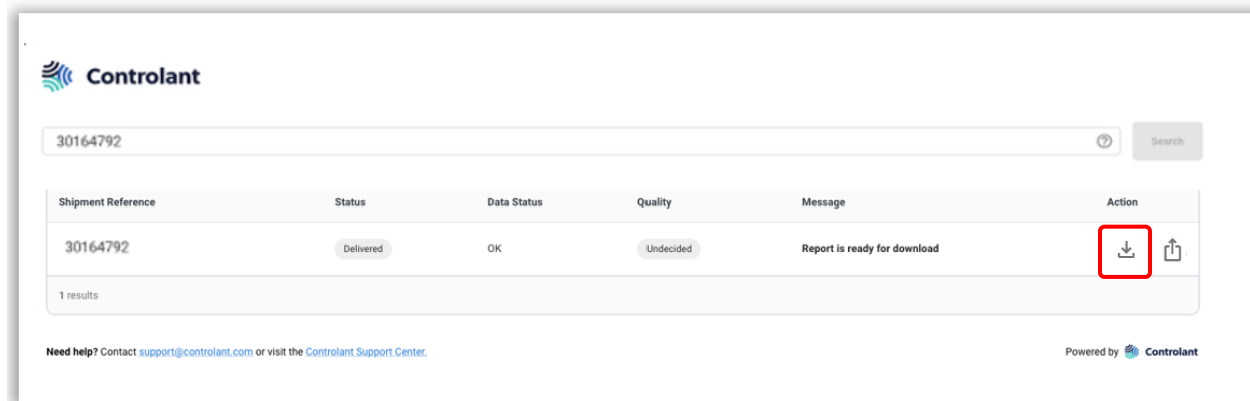 Controlant
30164792
Search
Shipment Reference Status Data Status Quality Message Action
30164792 Delivered OK Undecided Report is ready for download
1 results
Need help? Contact support@controlant.com or visit the Controlant Support Center. Powered by Controlant